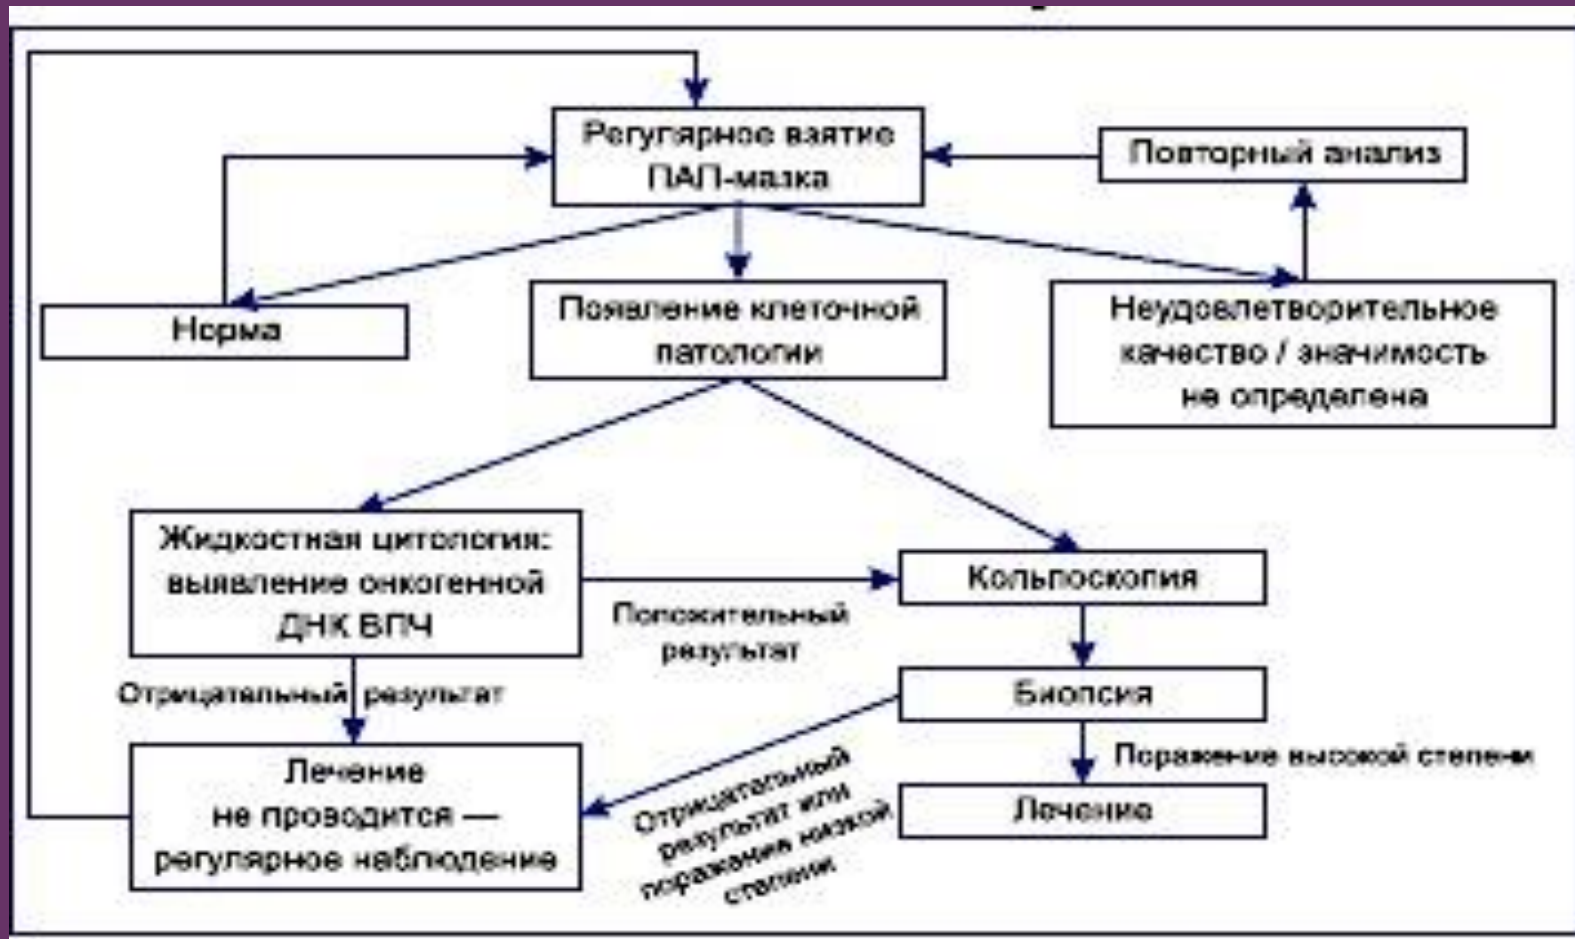 Регулярное взятие
ПАП-мазка
Повторный анализ
Норма
Появление клеточной
патологии
Неудовлетворительное
качество / значимость
не определена
Жидкостная цитология:
выявление онкогенной
ДНК ВПЧ
Положительный
результат
Кольпоскопия
Отрицательный результат
Биопсия
Поражение высокой степени
Лечение
не проводится —
регулярное наблюдение
Отрицательный
результат или
поражение низкой
степени
Лечение